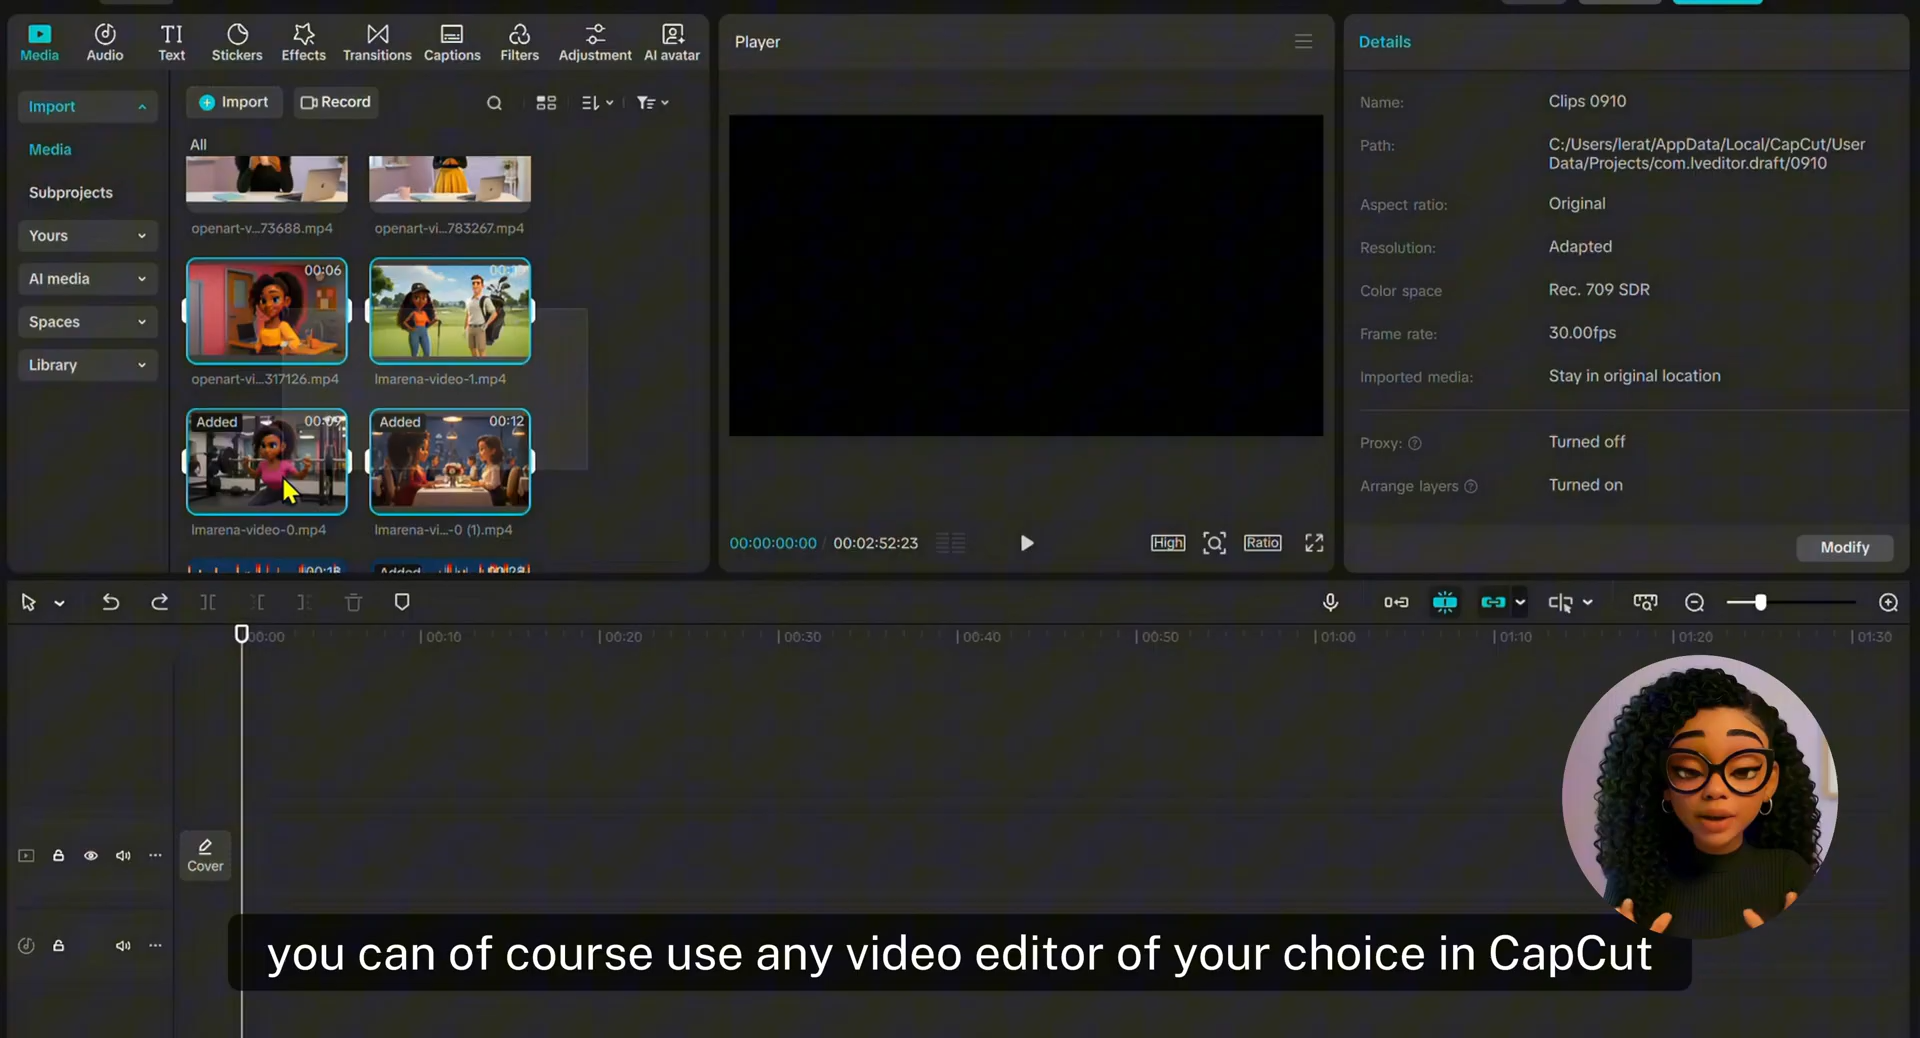 Media
Audio
Text
Stickers
Effects
Transitions
Captions
Filters
Adjustment
AI avatar
Import
Media
Subprojects
Yours
AI media
Spaces
Library
Import
Record
All
openart-v...73688.mp4
openart-vi...783267.mp4
00:06
openart-vi...317126.mp4
lmarena-video-1.mp4
Added
00:09
Added
00:12
lmarena-video-0.mp4
lmarena-vi...-0 (1).mp4
Added
Player
00:00:00:00 / 00:02:52:23
High
Ratio
Details
Name: Clips 0910
Path: C:/Users/lerat/AppData/Local/CapCut/User
Data/Projects/com.lveditor.draft/0910
Aspect ratio: Original
Resolution: Adapted
Color space Rec. 709 SDR
Frame rate: 30.00fps
Imported media: Stay in original location
Proxy: Turned off
Arrange layers Turned on
Modify
00:00 00:10 00:20 00:30 00:40 00:50 01:00 01:10 01:20 01:30
Cover
you can of course use any video editor of your choice in CapCut